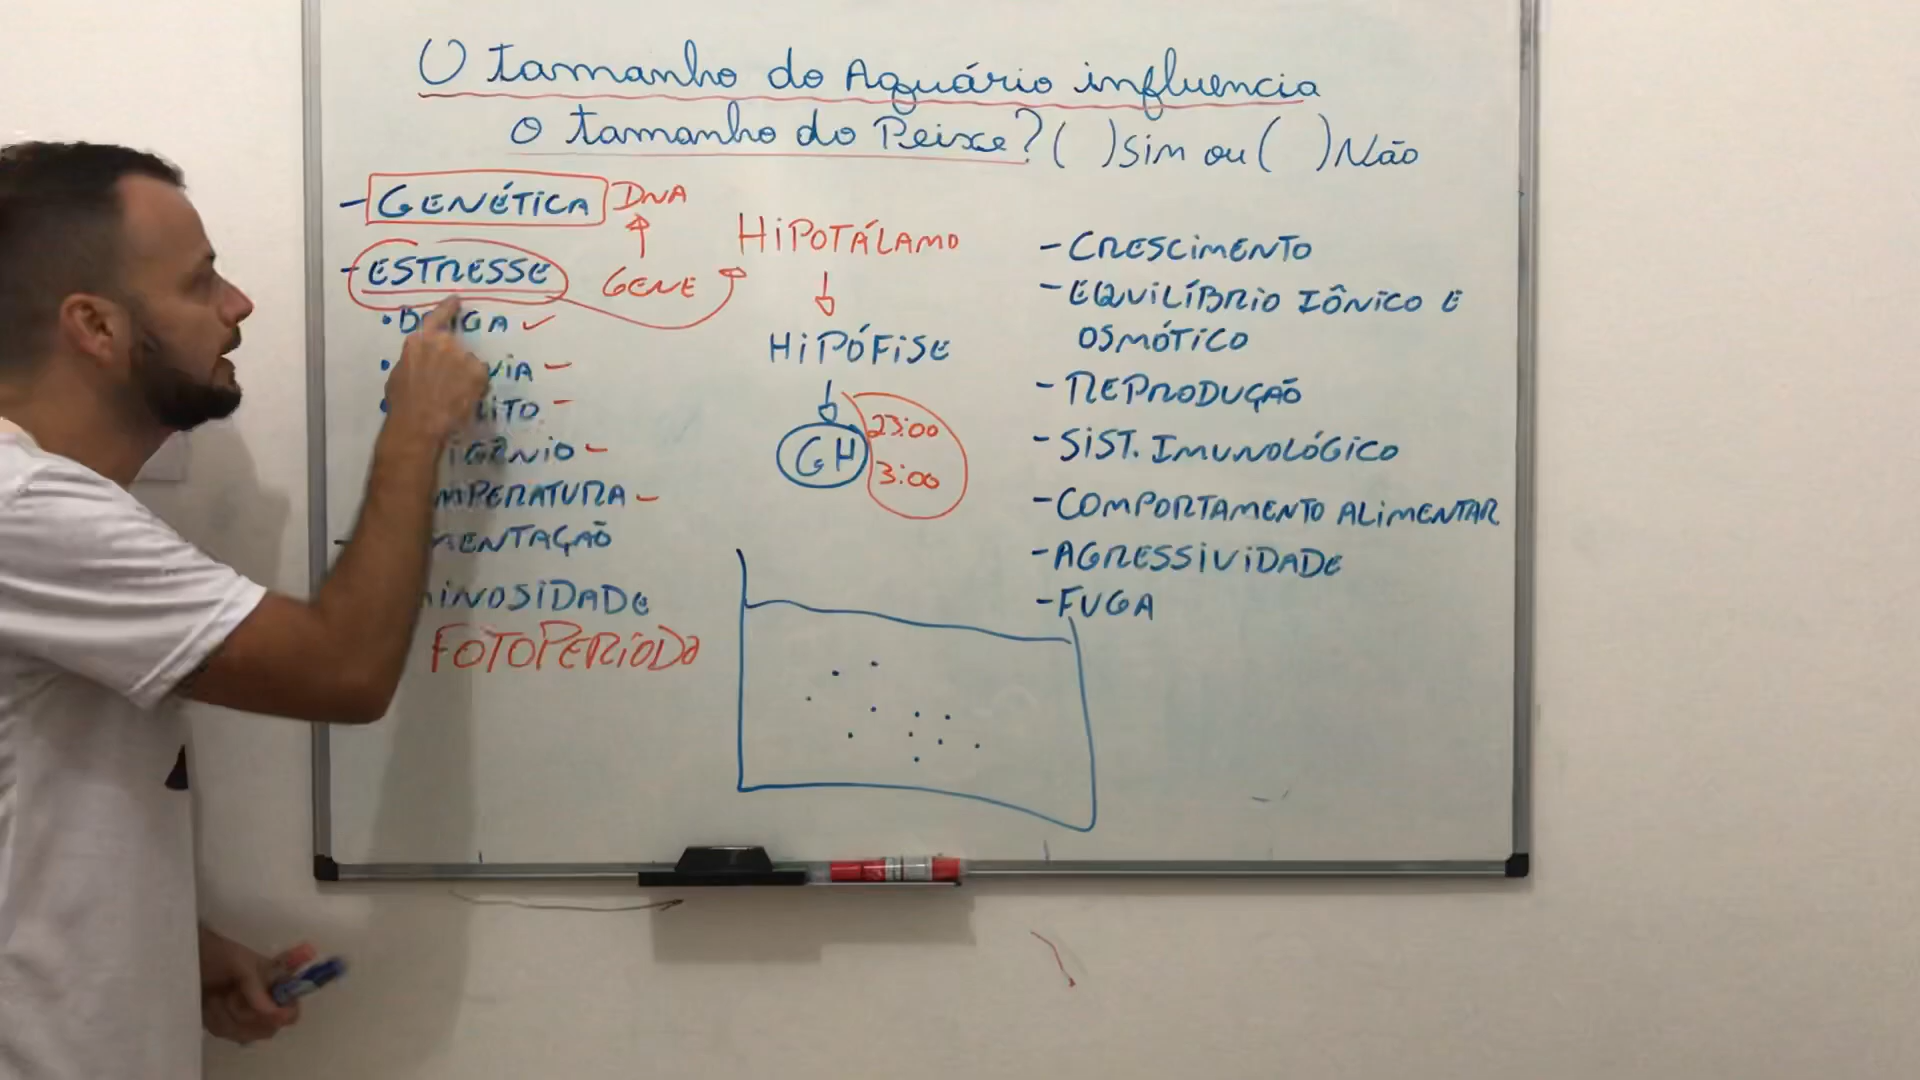 O Tamanho do Aquário influencia
o tamanho do Peixe? ( ) Sim ou ( ) Não
- GENÉTICA DNA
GENE
- ESTRESSE
HIPOTÁLAMO
HIPÓFISE
GH
23:00
3:00
TEMPERATURA -
FOTOPERÍODO
- CRESCIMENTO
- EQUILÍBRIO IÔNICO E
OSMÓTICO
- REPRODUÇÃO
- SIST. IMUNOLÓGICO
- COMPORTAMENTO ALIMENTAR
- AGRESSIVIDADE
- FUGA